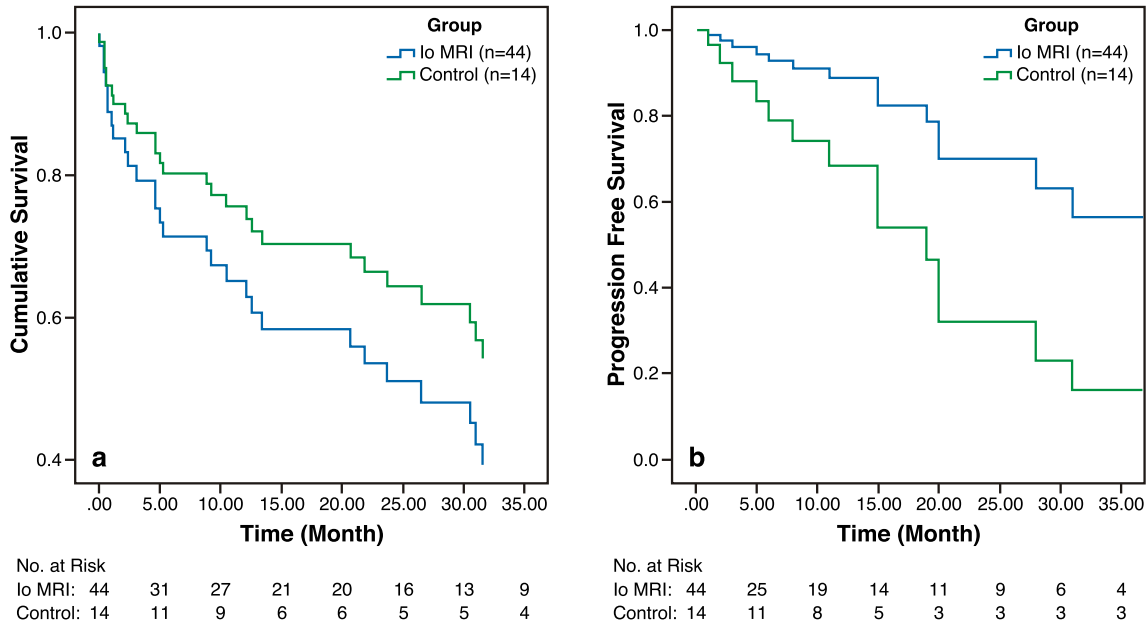 Group
Io MRI (n=44)
Control (n=14)
1.0
0.8
0.6
0.4
Cumulative Survival
a
.00 5.00 10.00 15.00 20.00 25.00 30.00 35.00
Time (Month)
No. at Risk
Io MRI: 44 31 27 21 20 16 13 9
Control: 14 11 9 6 6 5 5 4
Group
Io MRI (n=44)
Control (n=14)
1.0
0.8
0.6
0.4
0.2
0.0
Progression Free Survival
b
.00 5.00 10.00 15.00 20.00 25.00 30.00 35.00
Time (Month)
No. at Risk
Io MRI: 44 25 19 14 11 9 6 4
Control: 14 11 8 5 3 3 3 3